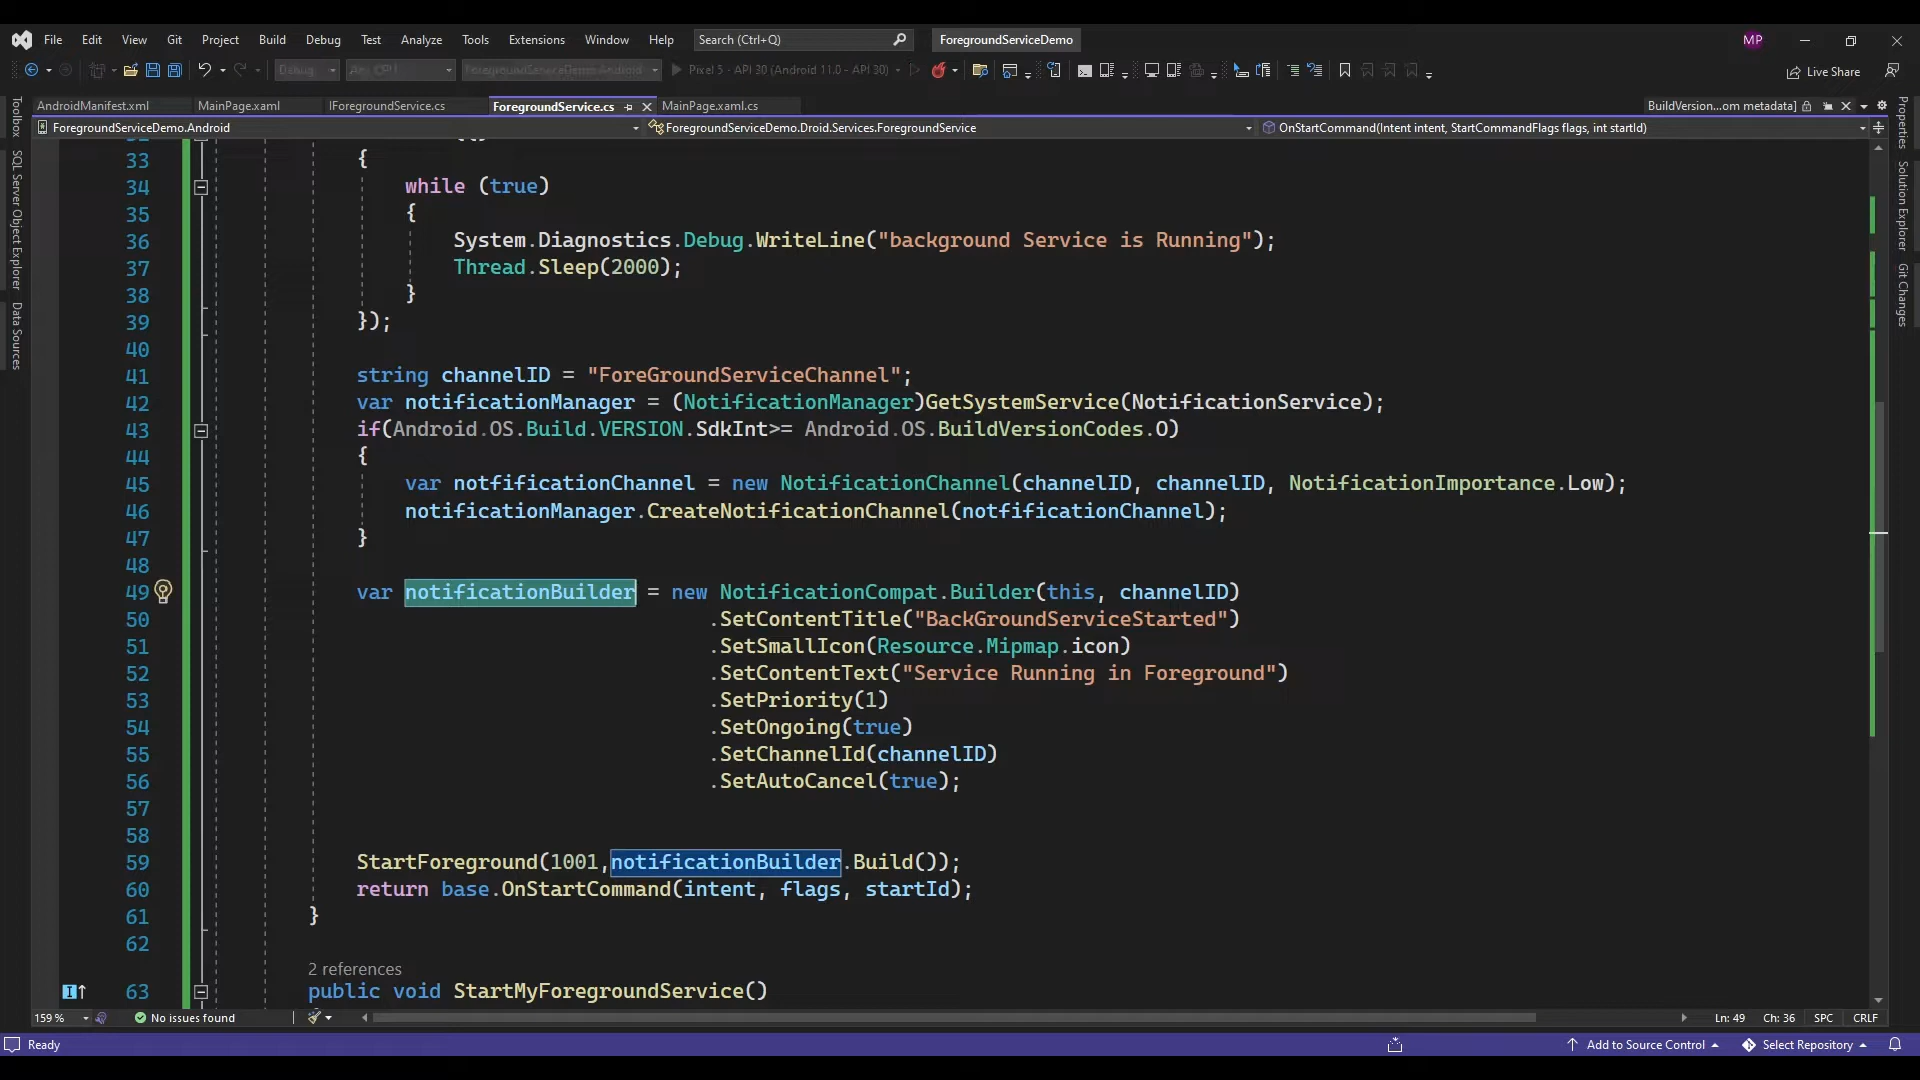 File Edit View Git Project Build Debug Test Analyze Tools Extensions Window Help Search (Ctrl+Q) ForegroundServiceDemo MP
Debug Any CPU ForegroundServiceDemo.Android Pixel 5 - API 30 (Android 11.0 - API 30) Live Share
AndroidManifest.xml MainPage.xaml IForegroundService.cs ForegroundService.cs MainPage.xaml.cs BuildVersion...om metadata]
ForegroundServiceDemo.Android ForegroundServiceDemo.Droid.Services.ForegroundService OnStartCommand(Intent intent, StartCommandFlags flags, int startId)
Toolbox
SQL Server Object Explorer
Data Sources
33 {
34 while (true)
35 {
36 System.Diagnostics.Debug.WriteLine("background Service is Running");
37 Thread.Sleep(2000);
38 }
39 });
40
41 string channelID = "ForeGroundServiceChannel";
42 var notificationManager = (NotificationManager)GetSystemService(NotificationService);
43 if(Android.OS.Build.VERSION.SdkInt>= Android.OS.BuildVersionCodes.O)
44 {
45 var notfificationChannel = new NotificationChannel(channelID, channelID, NotificationImportance.Low);
46 notificationManager.CreateNotificationChannel(notfificationChannel);
47 }
48
49 var notificationBuilder = new NotificationCompat.Builder(this, channelID)
50 .SetContentTitle("BackGroundServiceStarted")
51 .SetSmallIcon(Resource.Mipmap.icon)
52 .SetContentText("Service Running in Foreground")
53 .SetPriority(1)
54 .SetOngoing(true)
55 .SetChannelId(channelID)
56 .SetAutoCancel(true);
57
58
59 StartForeground(1001,notificationBuilder.Build());
60 return base.OnStartCommand(intent, flags, startId);
61 }
62
2 references
63 public void StartMyForegroundService()
Properties
Solution Explorer
Git Changes
159 % No issues found Ln: 49 Ch: 36 SPC CRLF
Ready Add to Source Control Select Repository